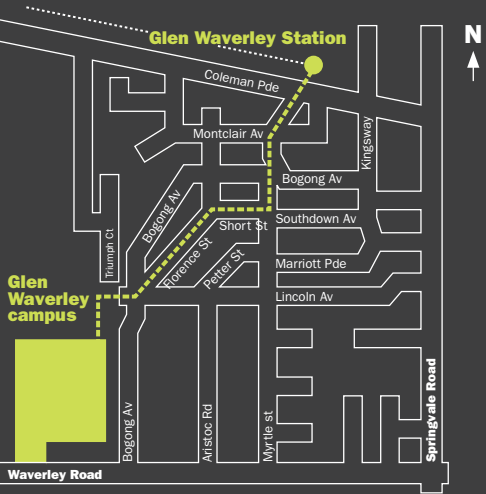 Glen Waverley Station
N
Coleman Pde
Montclair Av
Kingsway
Bogong Av
Bogong Av
Southdown Av
Short St
Triumph Ct
Florence St
Petter St
Marriott Pde
Glen
Waverley
campus
Lincoln Av
Bogong Av
Aristoc Rd
Myrtle st
Springvale Road
Waverley Road